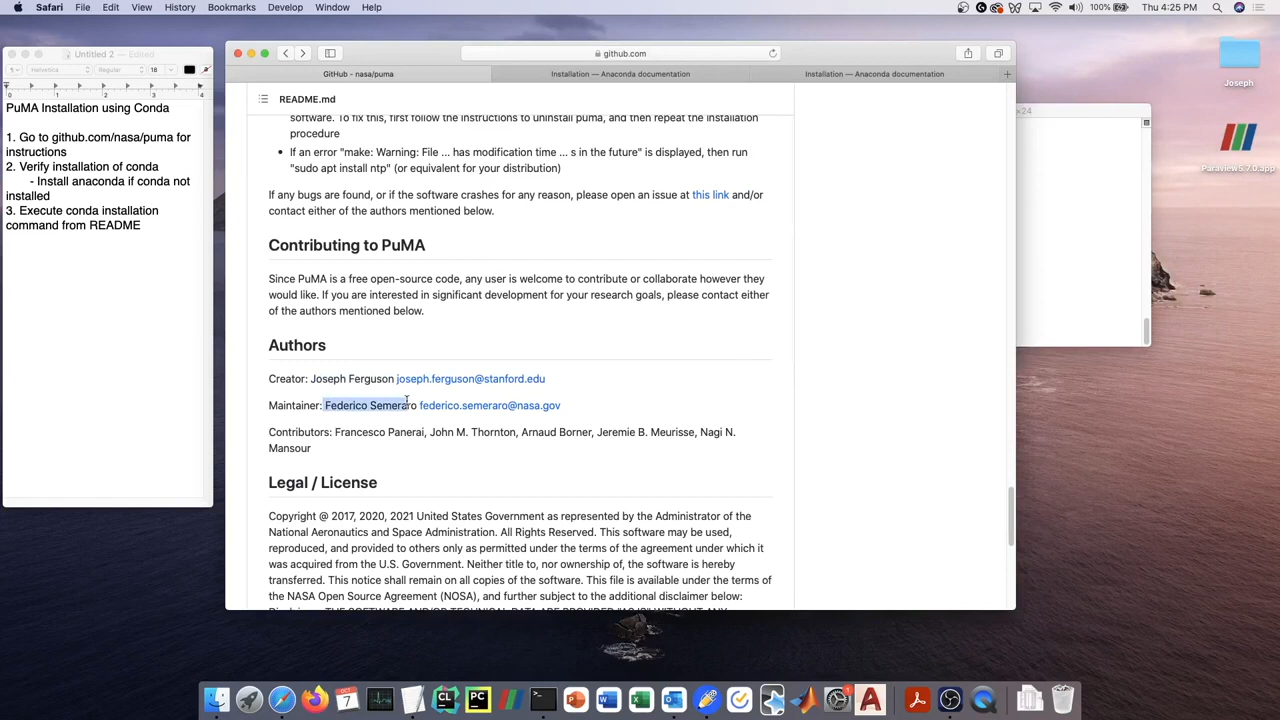 Safari File Edit View History Bookmarks Develop Window Help
100% Thu 4:25 PM
Untitled 2 — Edited
Helvetica Regular 18
0 1 2 3 4
PuMA Installation using Conda
1. Go to github.com/nasa/puma for
instructions
2. Verify installation of conda
- Install anaconda if conda not
installed
3. Execute conda installation
command from README
github.com
GitHub - nasa/puma
Installation — Anaconda documentation
Installation — Anaconda documentation
README.md
software. To fix this, first follow the instructions to uninstall puma, and then repeat the installation
procedure
• If an error "make: Warning: File ... has modification time ... s in the future" is displayed, then run
"sudo apt install ntp" (or equivalent for your distribution)
If any bugs are found, or if the software crashes for any reason, please open an issue at this link and/or
contact either of the authors mentioned below.
Contributing to PuMA
Since PuMA is a free open-source code, any user is welcome to contribute or collaborate however they
would like. If you are interested in significant development for your research goals, please contact either
of the authors mentioned below.
Authors
Creator: Joseph Ferguson joseph.ferguson@stanford.edu
Maintainer: Federico Semeraro federico.semeraro@nasa.gov
Contributors: Francesco Panerai, John M. Thornton, Arnaud Borner, Jeremie B. Meurisse, Nagi N.
Mansour
Legal / License
Copyright @ 2017, 2020, 2021 United States Government as represented by the Administrator of the
National Aeronautics and Space Administration. All Rights Reserved. This software may be used,
reproduced, and provided to others only as permitted under the terms of the agreement under which it
was acquired from the U.S. Government. Neither title to, nor ownership of, the software is hereby
transferred. This notice shall remain on all copies of the software. This file is available under the terms of
the NASA Open Source Agreement (NOSA), and further subject to the additional disclaimer below:
×24
Joseph
Paraview5.7.0.app